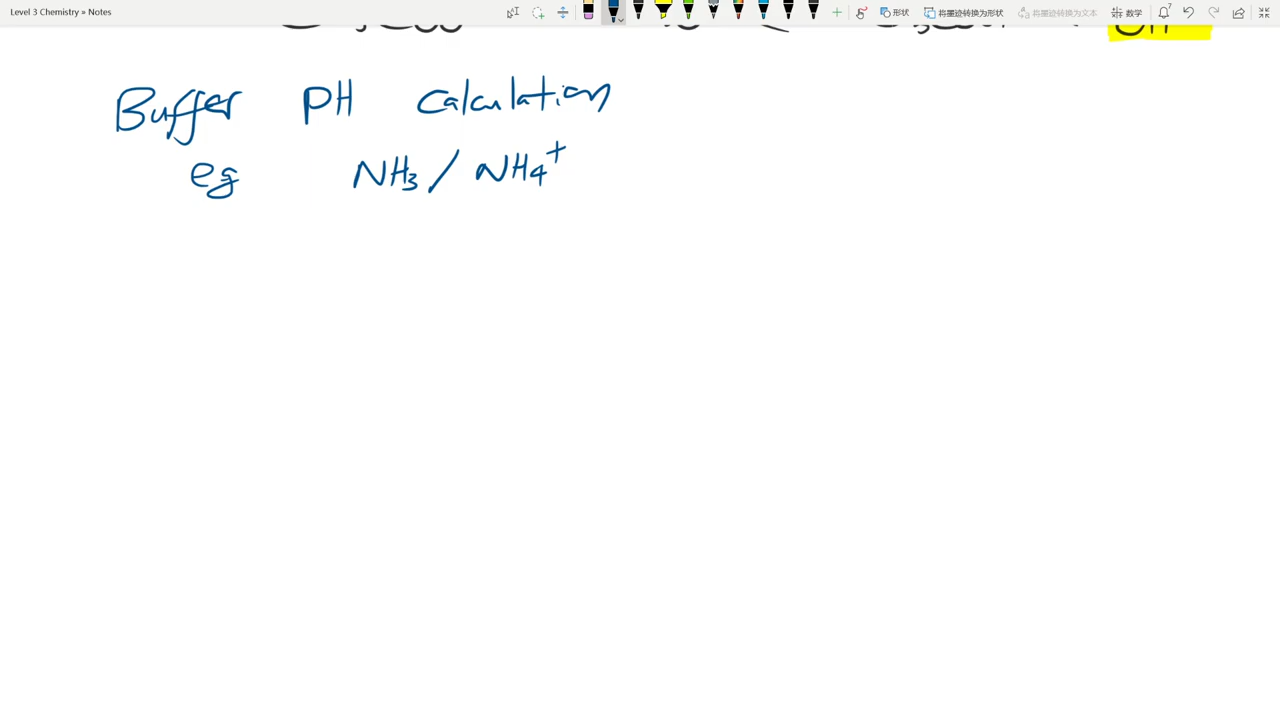 Level 3 Chemistry » Notes
形状
将墨迹转换为形状
将墨迹转换为文本
数学
7
Buffer PH Calculation
eg NH3 / NH4+